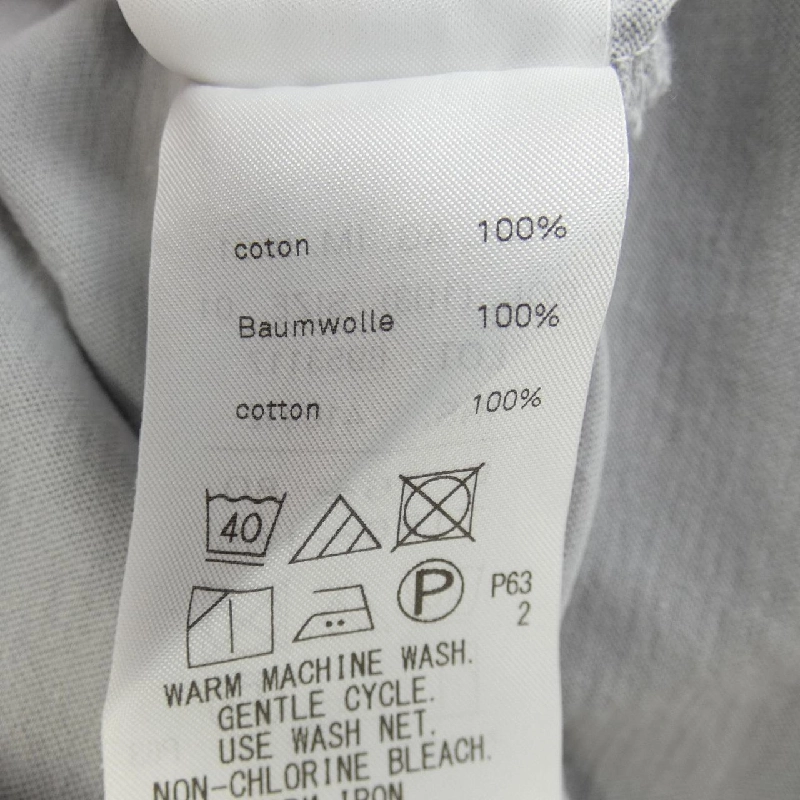 coton 100%
Baumwolle 100%
cotton 100%
40
P P63
2
WARM MACHINE WASH.
GENTLE CYCLE.
USE WASH NET.
NON-CHLORINE BLEACH.
IRON